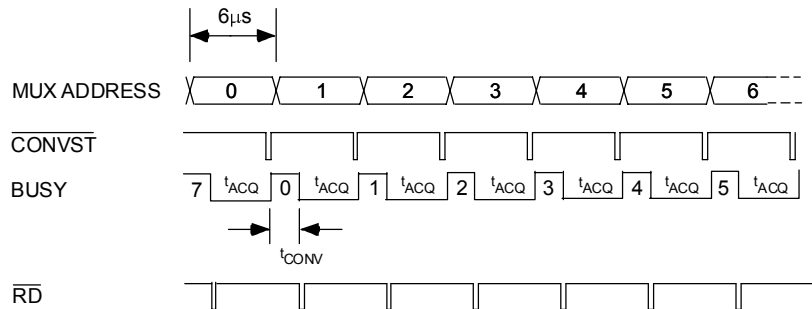 6μs
MUX ADDRESS 0 1 2 3 4 5 6
CONVST
BUSY 7 tACQ 0 tACQ 1 tACQ 2 tACQ 3 tACQ 4 tACQ 5 tACQ
tCONV
RD